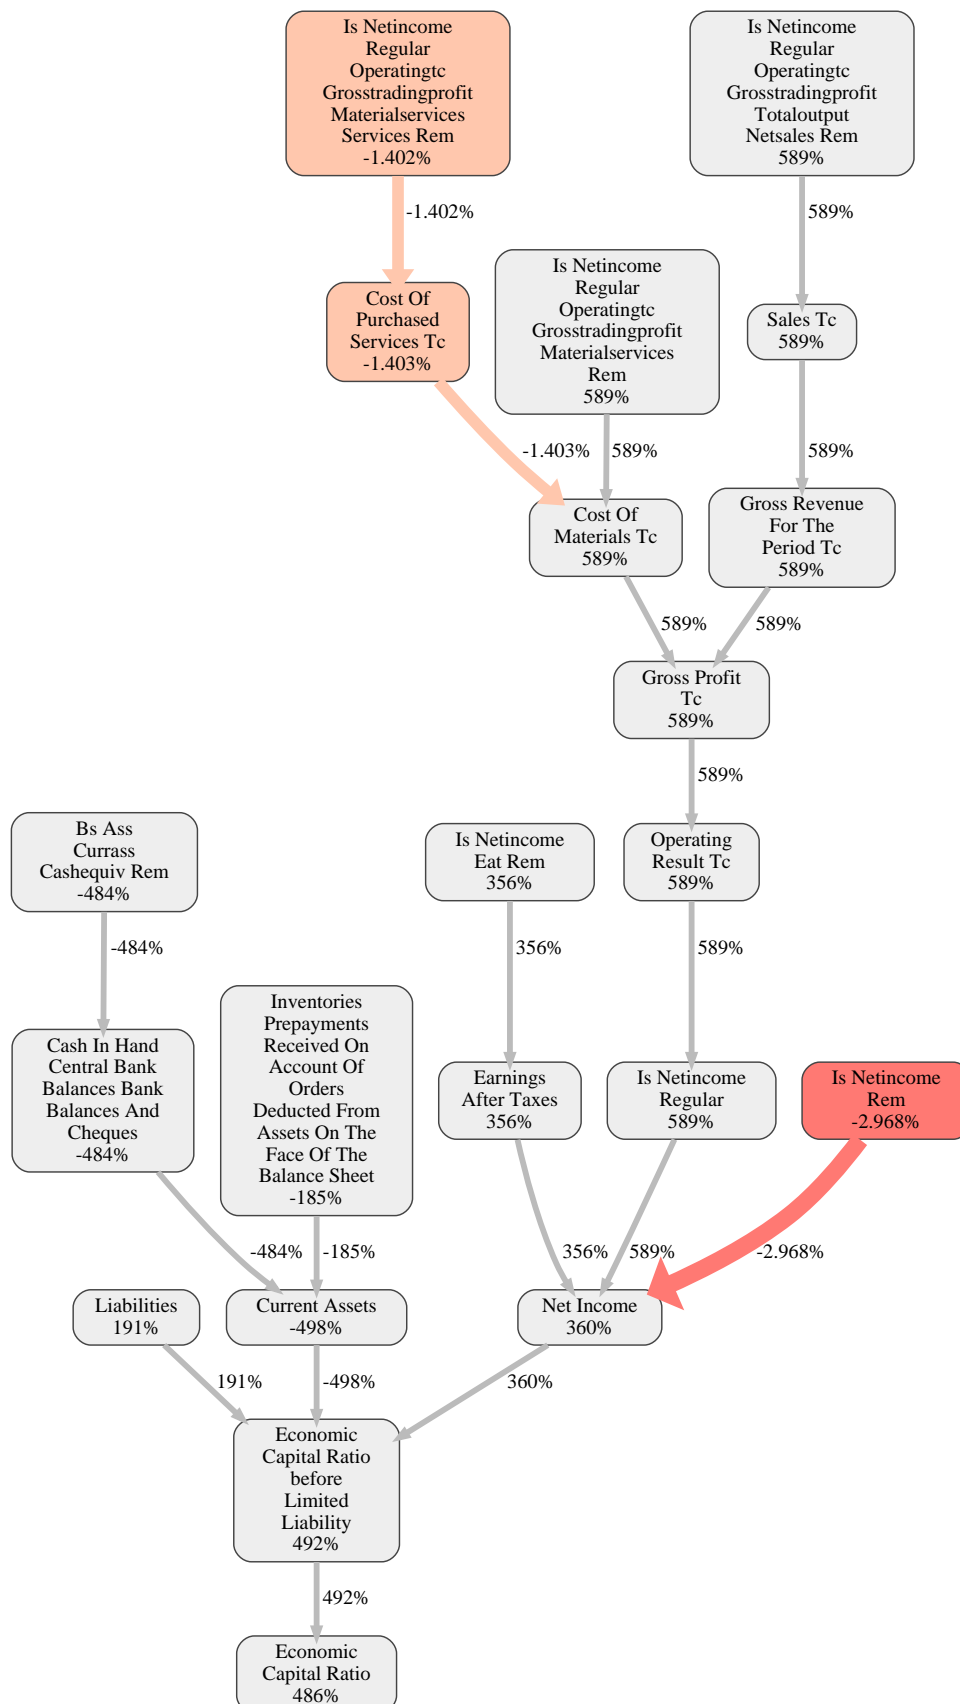 Is Netincome
Regular
Operatingtc
Grosstradingprofit
Materialservices
Services Rem
-1.402%
Is Netincome
Regular
Operatingtc
Grosstradingprofit
Totaloutput
Netsales Rem
589%
-1.402%
589%
Cost Of
Purchased
Services Tc
-1.403%
Is Netincome
Regular
Operatingtc
Grosstradingprofit
Materialservices
Rem
589%
Sales Tc
589%
-1.403%
589%
589%
Cost Of
Materials Tc
589%
Gross Revenue
For The
Period Tc
589%
589%
589%
Gross Profit
Tc
589%
589%
Bs Ass
Currass
Cashequiv Rem
-484%
Is Netincome
Eat Rem
356%
Operating
Result Tc
589%
-484%
356%
589%
Inventories
Prepayments
Received On
Account Of
Orders
Deducted From
Assets On The
Face Of The
Balance Sheet
-185%
Cash In Hand
Central Bank
Balances Bank
Balances And
Cheques
-484%
Earnings
After Taxes
356%
Is Netincome
Regular
589%
Is Netincome
Rem
-2.968%
-484%
-185%
356%
589%
-2.968%
Liabilities
191%
Current Assets
-498%
Net Income
360%
191%
-498%
360%
Economic
Capital Ratio
before
Limited
Liability
492%
492%
Economic
Capital Ratio
486%